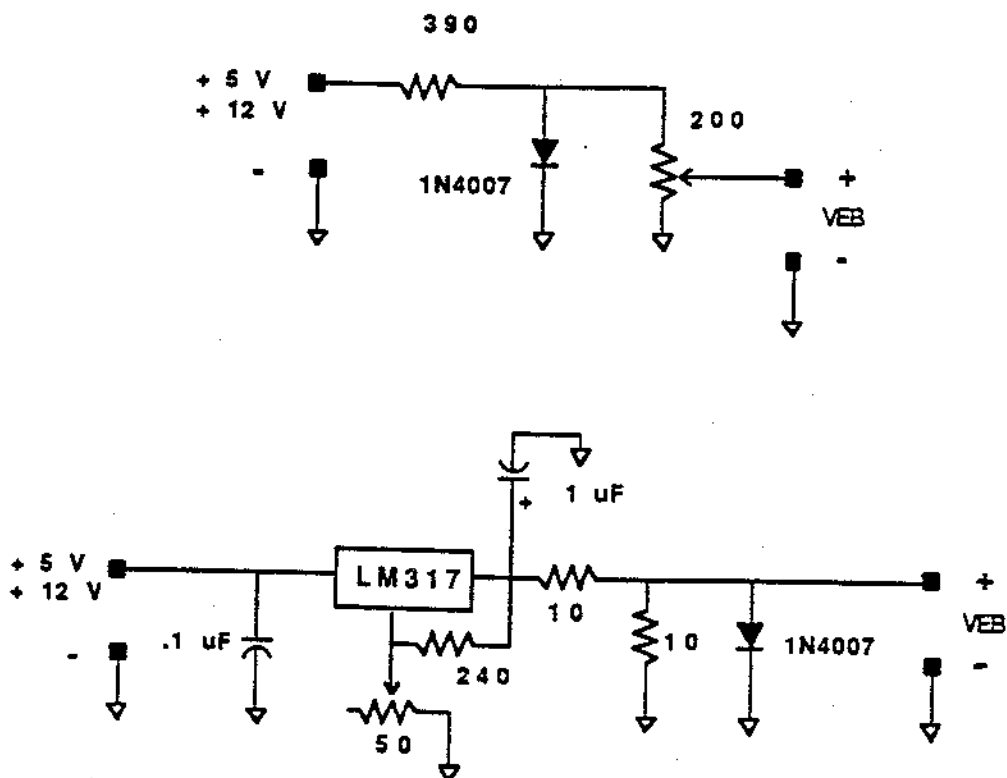 390
+ 5 V
+ 12 V
-
1N4007
200
+
VEB
-
1 uF
+
+ 5 V
+ 12 V
-
.1 uF
LM317
240
50
10
10
1N4007
+
VEB
-